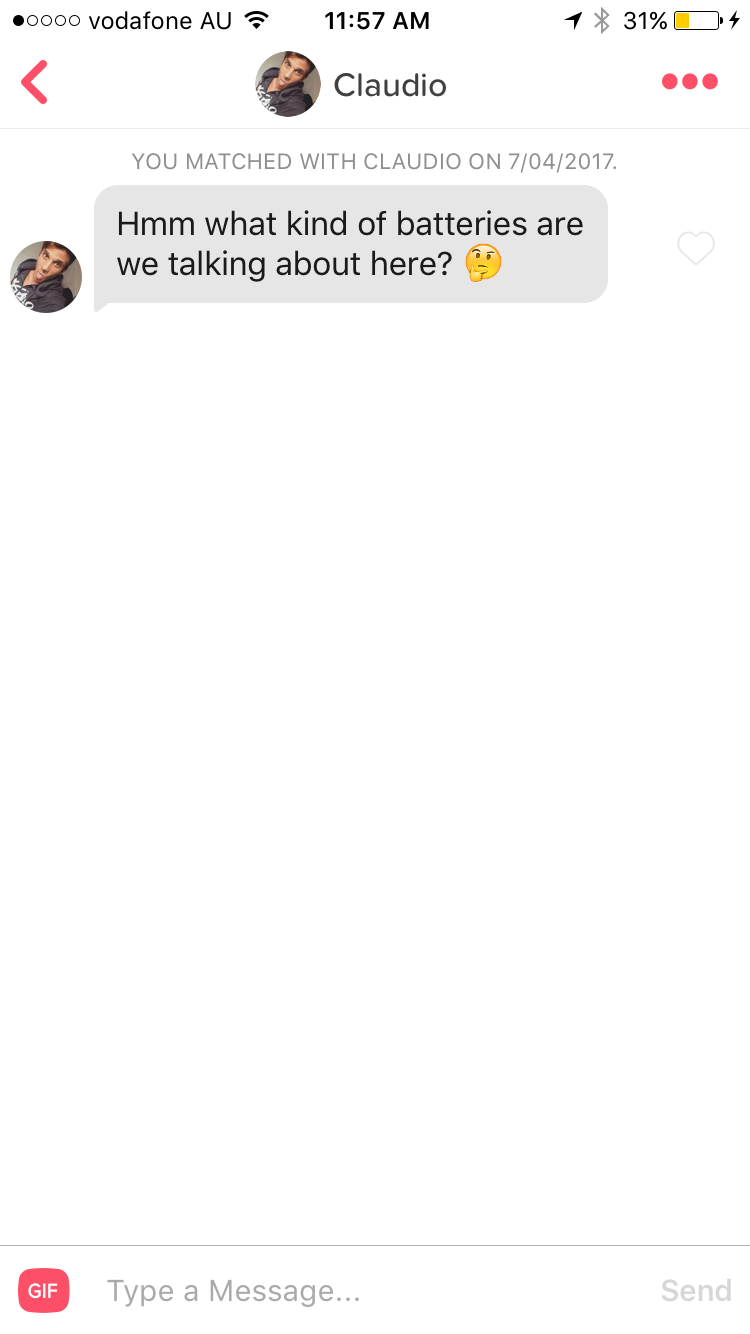 vodafone AU 11:57 AM 31%
Claudio
YOU MATCHED WITH CLAUDIO ON 7/04/2017.
Hmm what kind of batteries are
we talking about here? 🤔
GIF Type a Message... Send